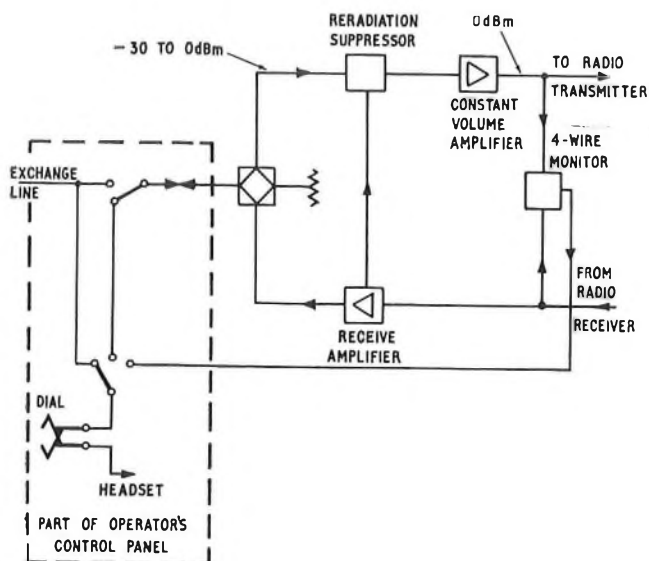 RERADIATION
SUPPRESSOR
0dBm
−30 TO 0dBm
TO RADIO
TRANSMITTER
CONSTANT
VOLUME
AMPLIFIER
4-WIRE
MONITOR
EXCHANGE
LINE
FROM
RADIO
RECEIVER
RECEIVE
AMPLIFIER
DIAL
HEADSET
PART OF OPERATOR'S
CONTROL PANEL